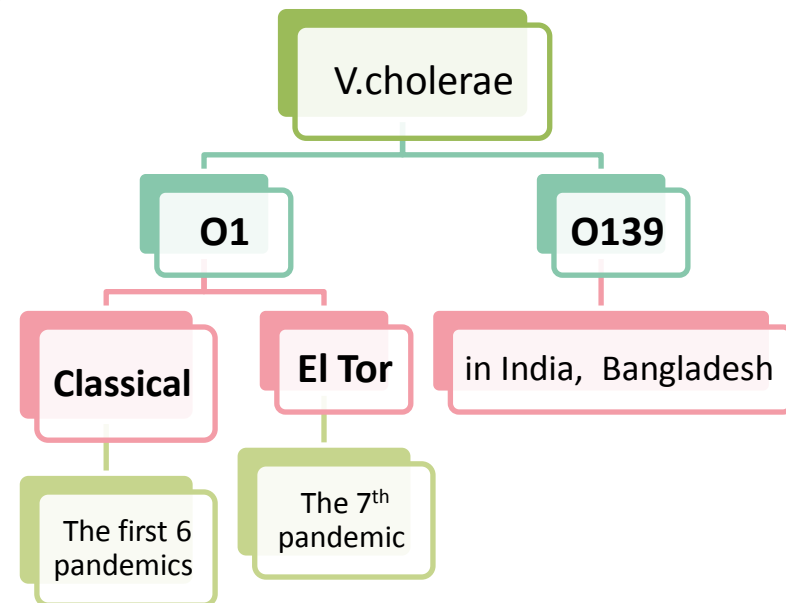 V.cholerae
O1
O139
Classical
El Tor
in India, Bangladesh
The first 6
pandemics
The 7th
pandemic